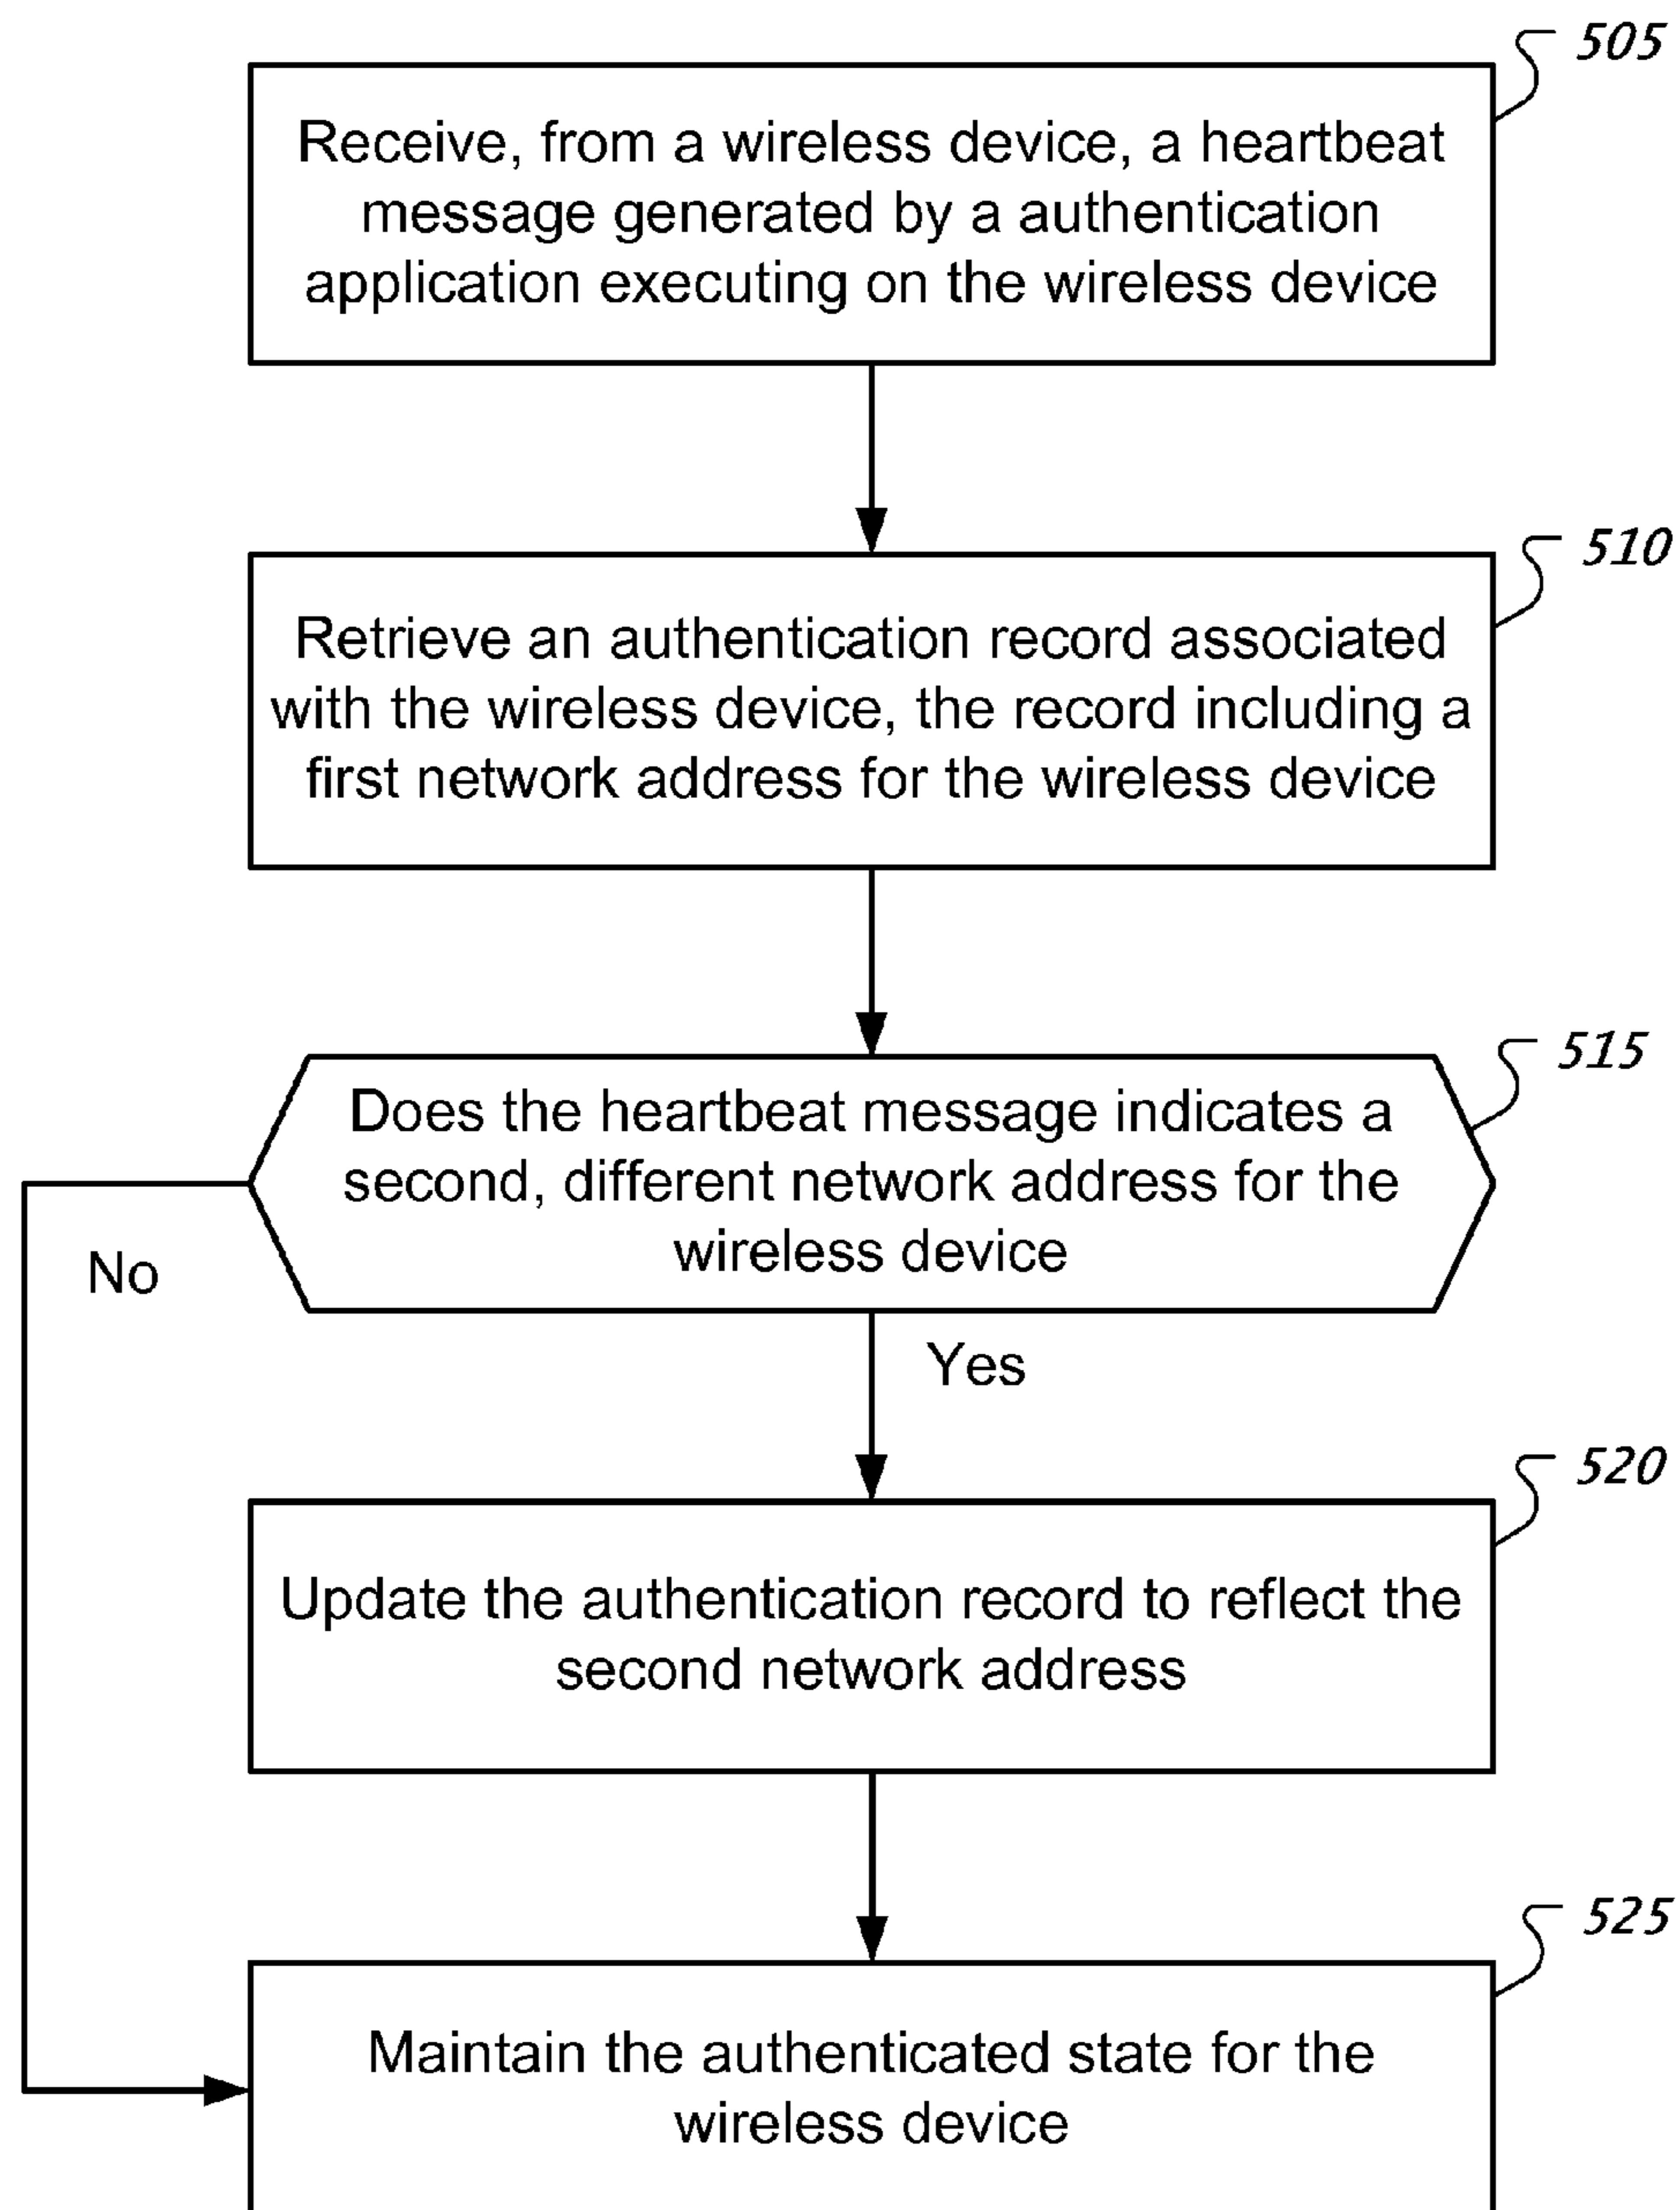 505
Receive, from a wireless device, a heartbeat
message generated by a authentication
application executing on the wireless device
510
Retrieve an authentication record associated
with the wireless device, the record including a
first network address for the wireless device
515
Does the heartbeat message indicates a
second, different network address for the
wireless device
No
Yes
520
Update the authentication record to reflect the
second network address
525
Maintain the authenticated state for the
wireless device